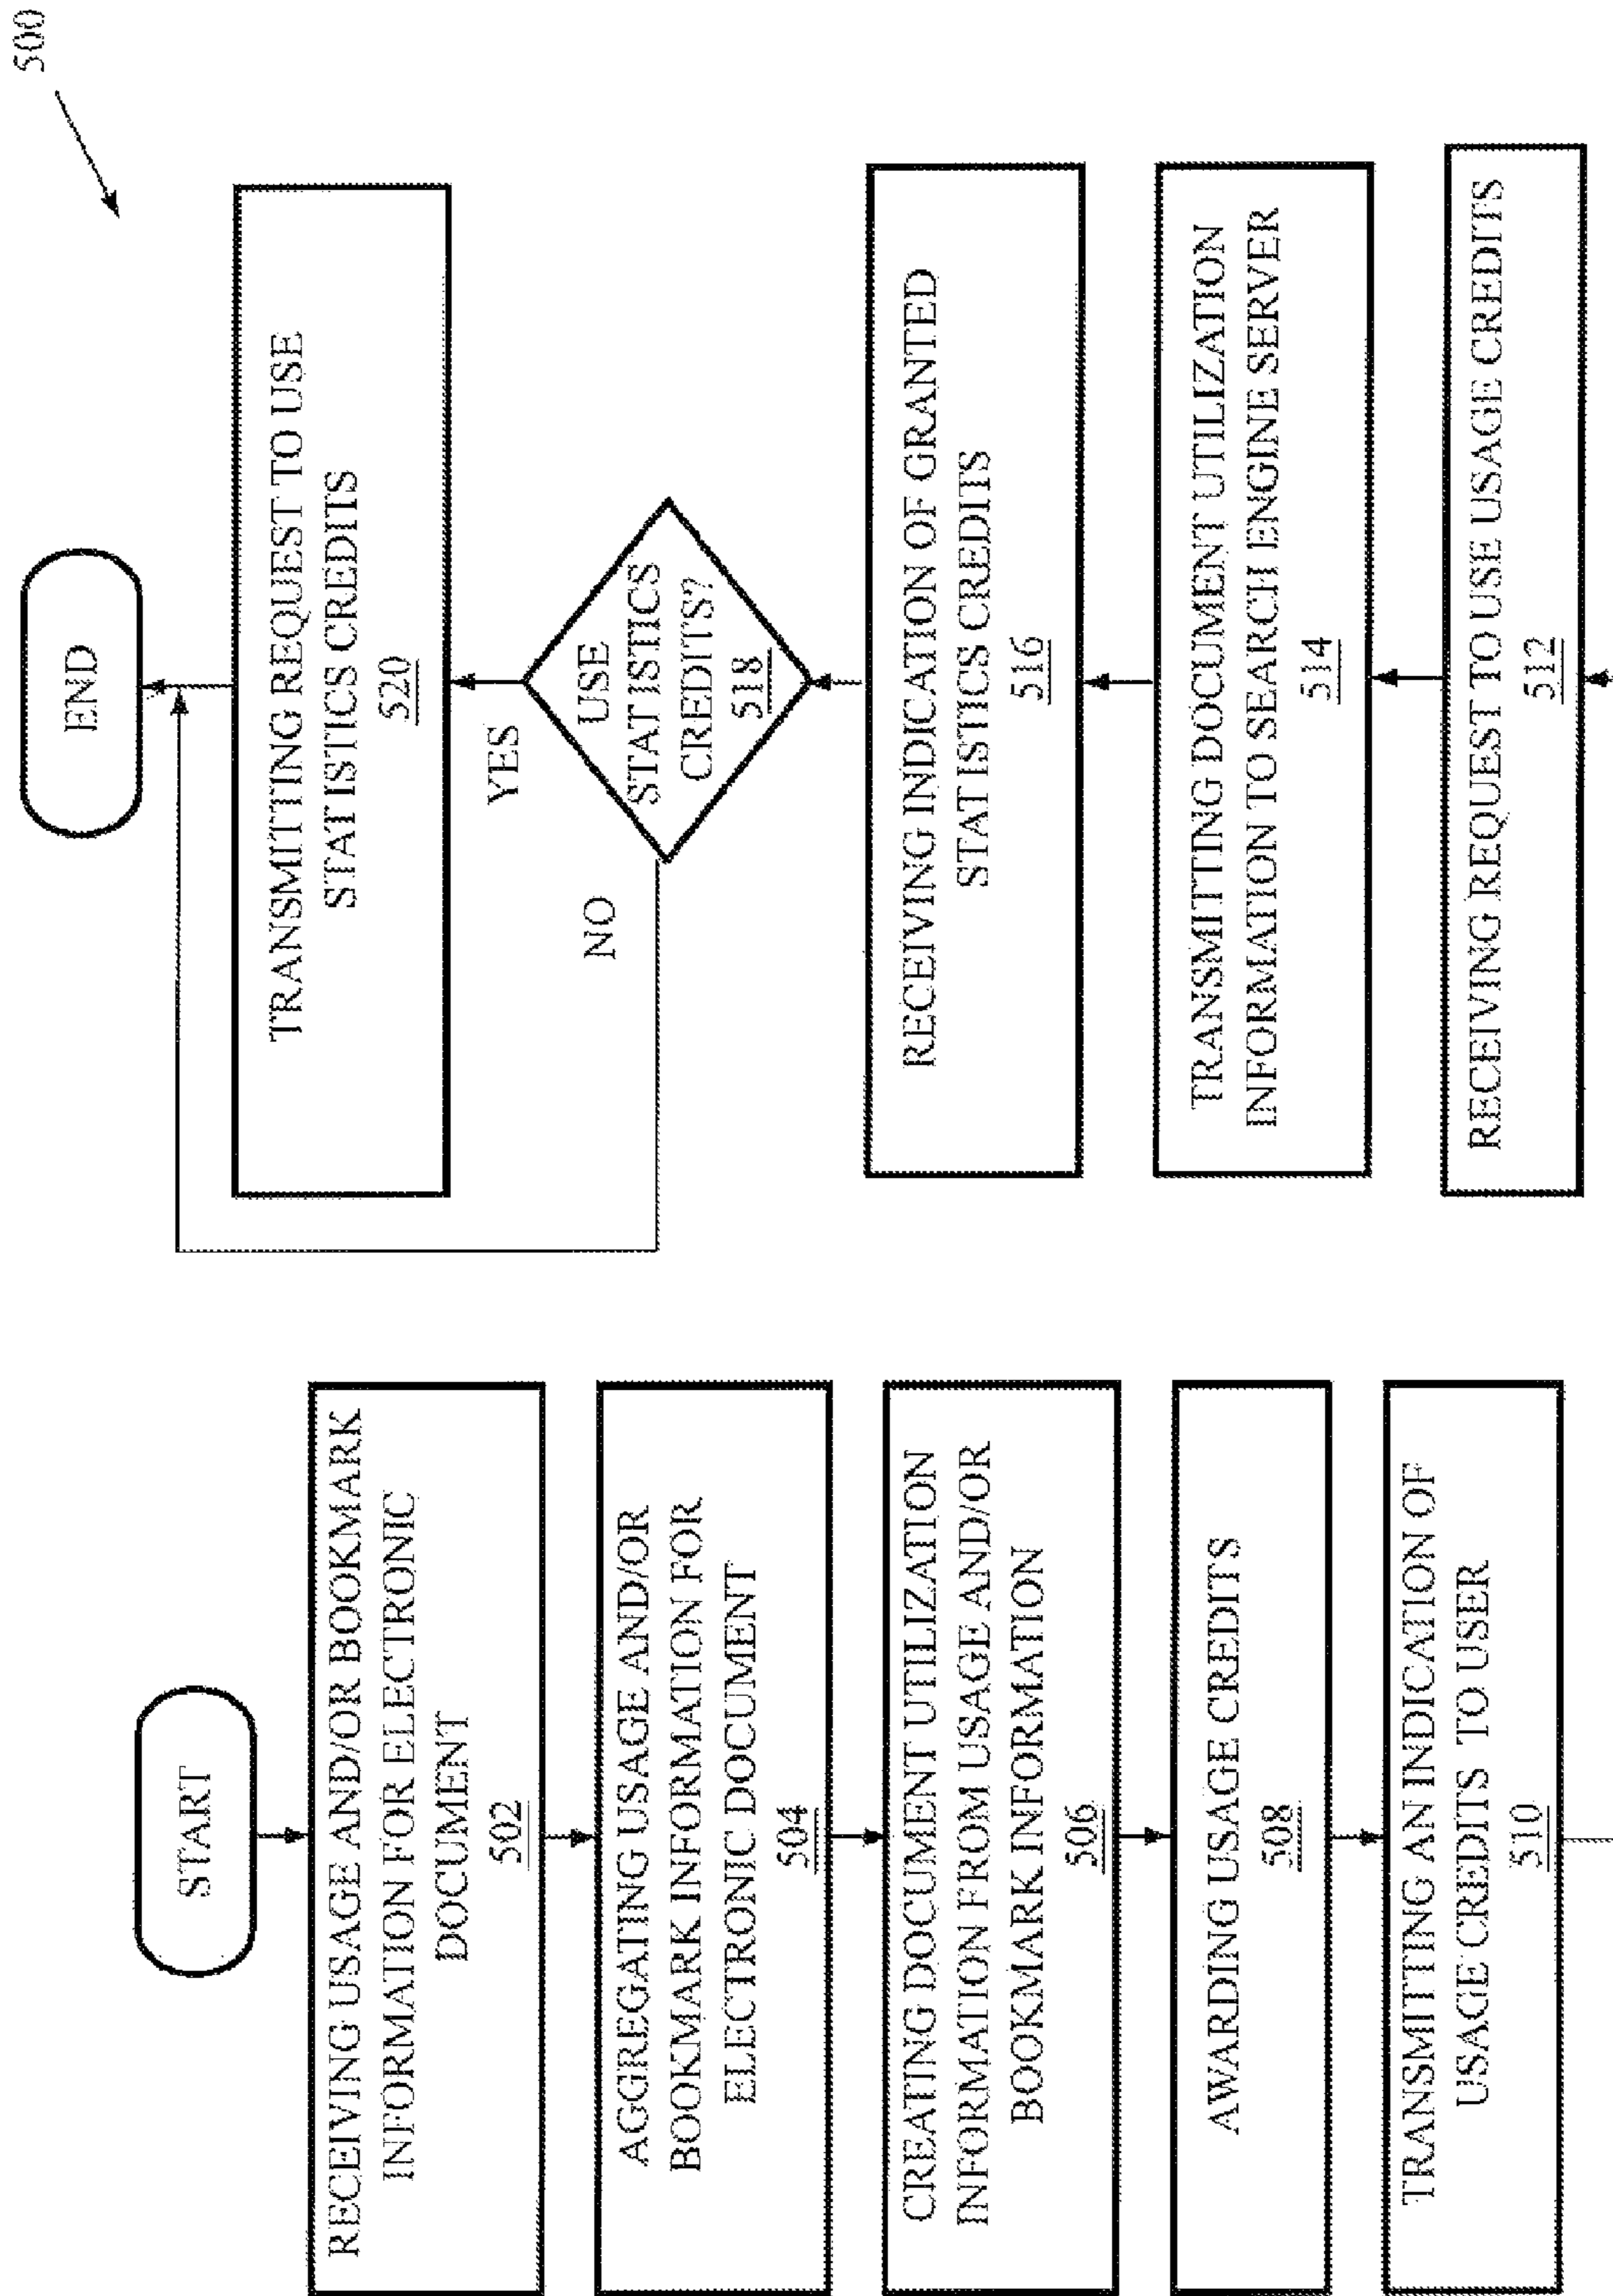 500
START
RECEIVING USAGE AND/OR BOOKMARK
INFORMATION FOR ELECTRONIC
DOCUMENT
502
AGGREGATING USAGE AND/OR
BOOKMARK INFORMATION FOR
ELECTRONIC DOCUMENT
504
CREATING DOCUMENT UTILIZATION
INFORMATION FROM USAGE AND/OR
BOOKMARK INFORMATION
506
AWARDING USAGE CREDITS
508
TRANSMITTING AN INDICATION OF
USAGE CREDITS TO USER
510
RECEIVING REQUEST TO USE USAGE CREDITS
512
TRANSMITTING DOCUMENT UTILIZATION
INFORMATION TO SEARCH ENGINE SERVER
514
RECEIVING INDICATION OF GRANTED
STATISTICS CREDITS
516
USE
STATISTICS
CREDITS?
518
NO
YES
TRANSMITTING REQUEST TO USE
STATISTICS CREDITS
520
END